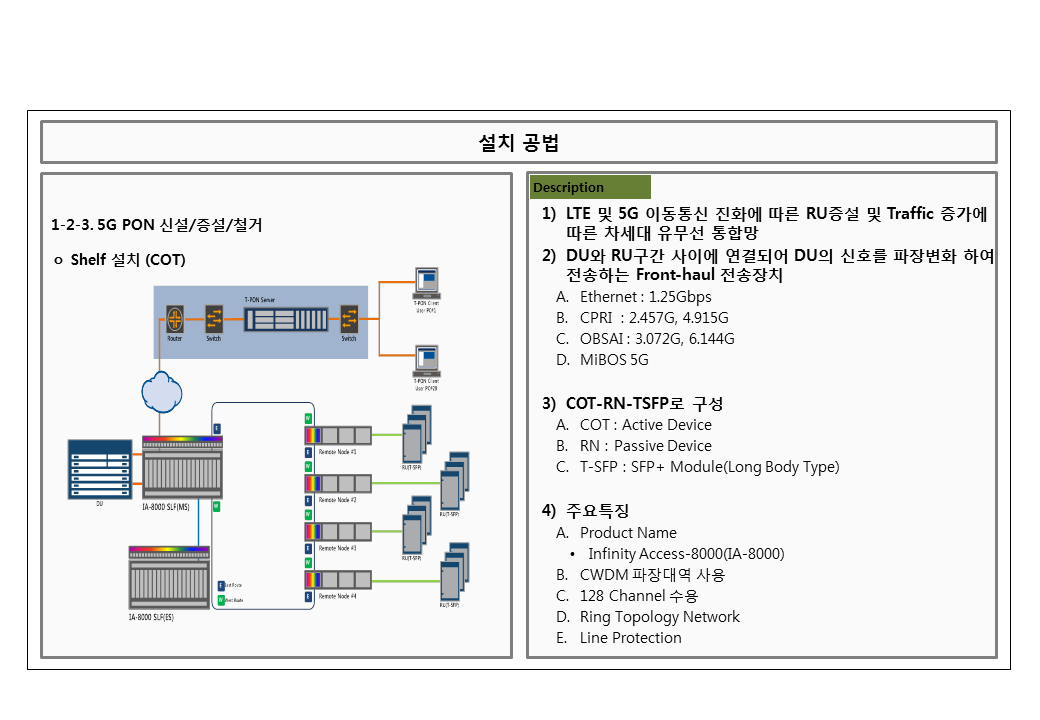 설치 공법
1-2-3. 5G PON 신설/증설/철거
o Shelf 설치 (COT)
T-PON Server
Router
Switch
Switch
T-PON Client
User PC#1
T-PON Client
User PC#20
E
DU
IA-8000 SLF(MS)
W
IA-8000 SLF(ES)
E East Route
W West Route
W
E
Remote Node #1
RU(T-SFP)
W
E
Remote Node #2
RU(T-SFP)
W
E
Remote Node #3
RU(T-SFP)
W
E
Remote Node #4
RU(T-SFP)
Description
1) LTE 및 5G 이동통신 진화에 따른 RU증설 및 Traffic 증가에
따른 차세대 유무선 통합망
2) DU와 RU구간 사이에 연결되어 DU의 신호를 파장변화 하여
전송하는 Front-haul 전송장치
A. Ethernet : 1.25Gbps
B. CPRI : 2.457G, 4.915G
C. OBSAI : 3.072G, 6.144G
D. MiBOS 5G
3) COT-RN-TSFP로 구성
A. COT : Active Device
B. RN : Passive Device
C. T-SFP : SFP+ Module(Long Body Type)
4) 주요특징
A. Product Name
• Infinity Access-8000(IA-8000)
B. CWDM 파장대역 사용
C. 128 Channel 수용
D. Ring Topology Network
E. Line Protection